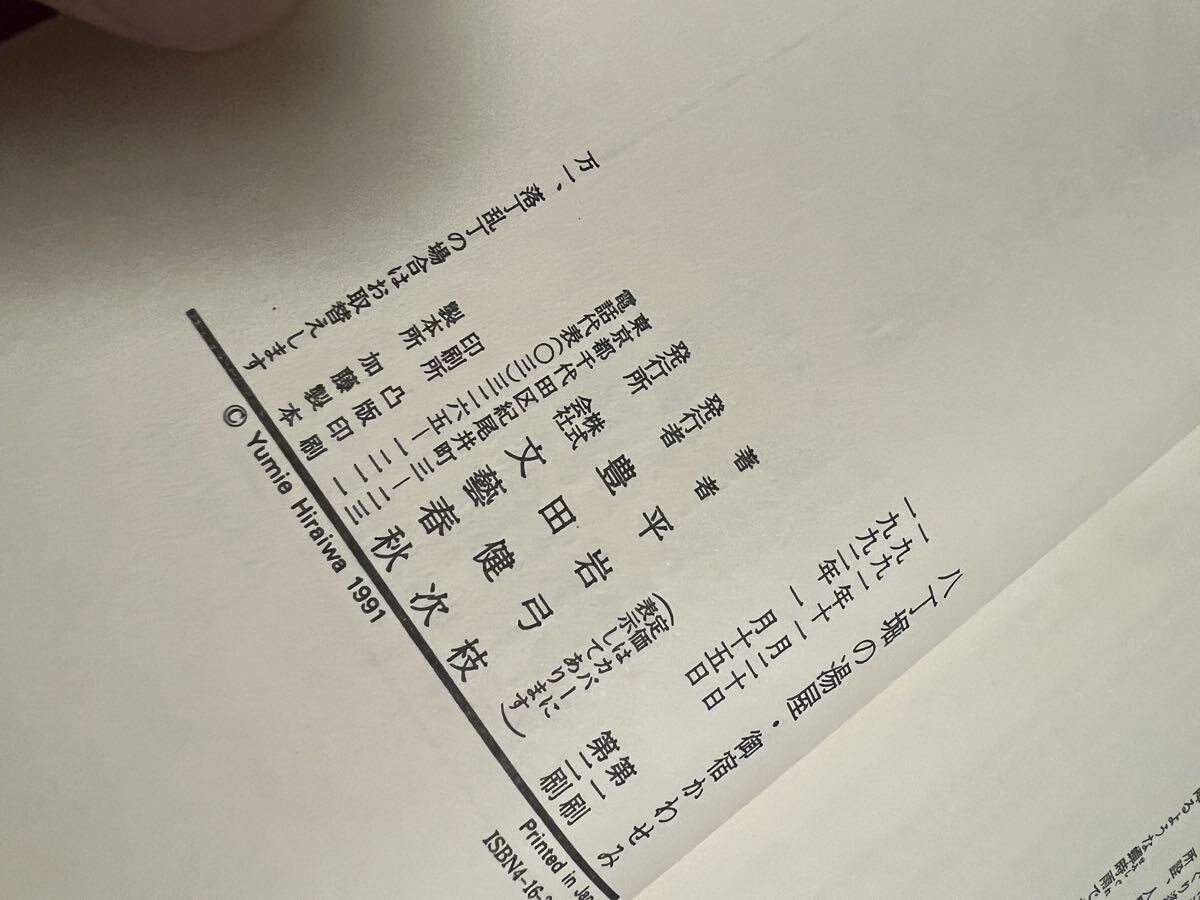 八丁堀の湯屋・御宿かわせみ
一九九一年十一月二十日 第一刷
一九九二年一月十五日 第二刷
(定価はカバーに
表示してあります)
著者 平岩弓枝
発行者 豊田健次
発行所 株式会社 文藝春秋
東京都千代田区紀尾井町三―二三
電話代表(〇三)三二六五―一二一一
印刷所 凸版印刷
製本所 加藤製本
万一、落丁乱丁の場合はお取替えします
© Yumie Hiraiwa 1991
Printed in
ISBN4-16-